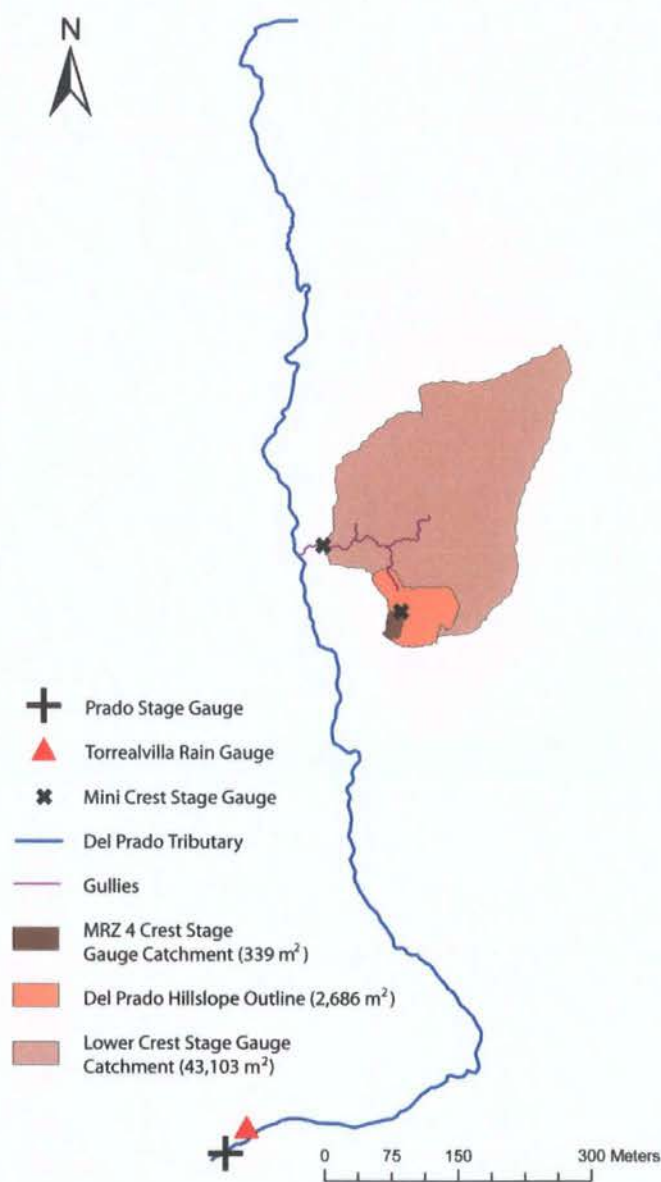 N
Prado Stage Gauge
Torrealvilla Rain Gauge
Mini Crest Stage Gauge
Del Prado Tributary
Gullies
MRZ 4 Crest Stage
Gauge Catchment (339 m²)
Del Prado Hillslope Outline (2,686 m²)
Lower Crest Stage Gauge
Catchment (43,103 m²)
0 75 150 300 Meters